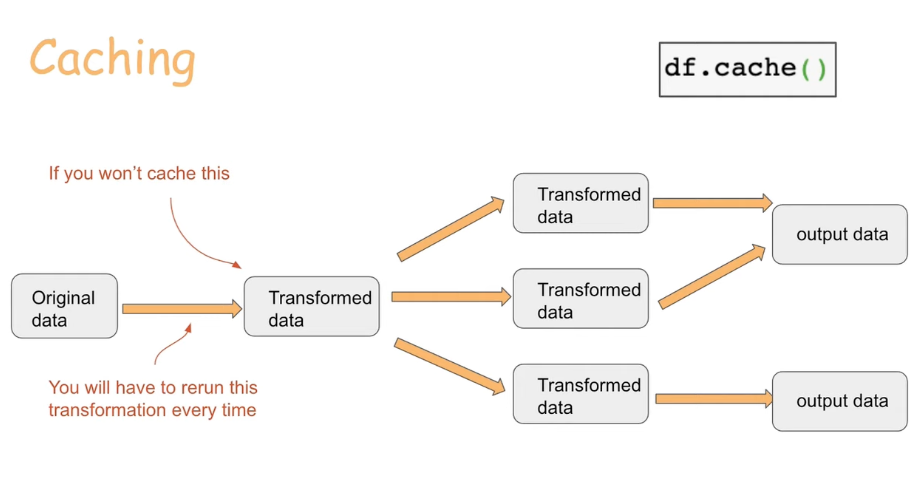 Caching
df.cache()
If you won't cache this
Original
data
Transformed
data
You will have to rerun this
transformation every time
Transformed
data
Transformed
data
Transformed
data
output data
output data